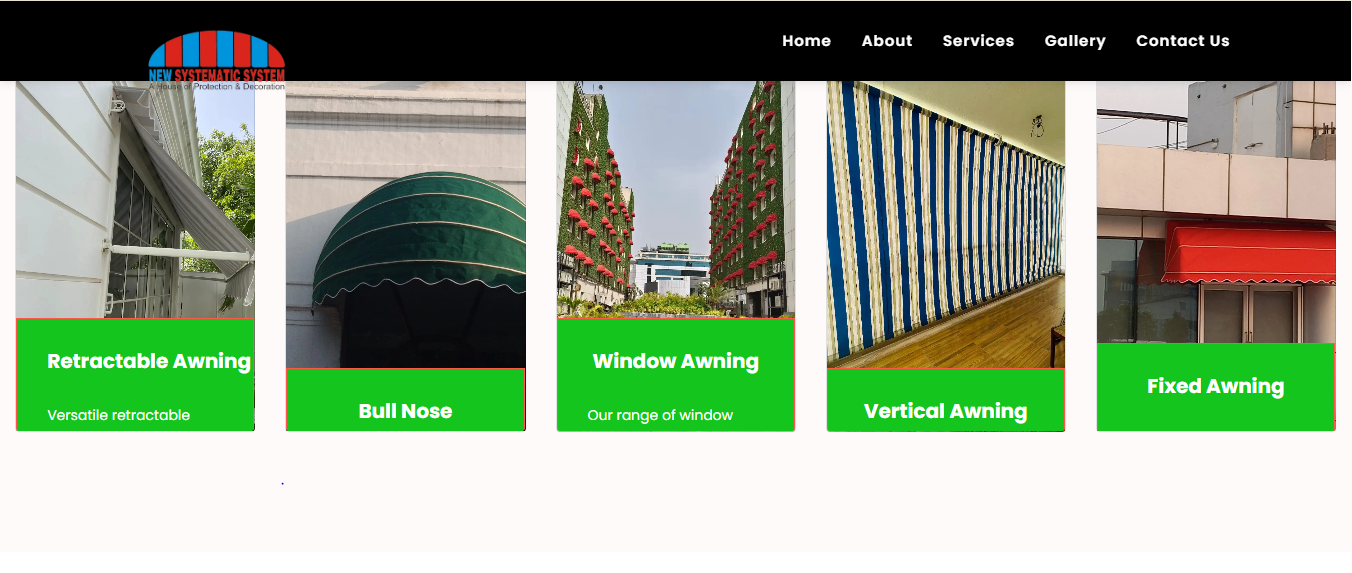 Home About Services Gallery Contact Us
NEW SYSTEMATIC SYSTEM
A House of Protection & Decoration
Retractable Awning
Versatile retractable
Bull Nose
Window Awning
Our range of window
Vertical Awning
Fixed Awning